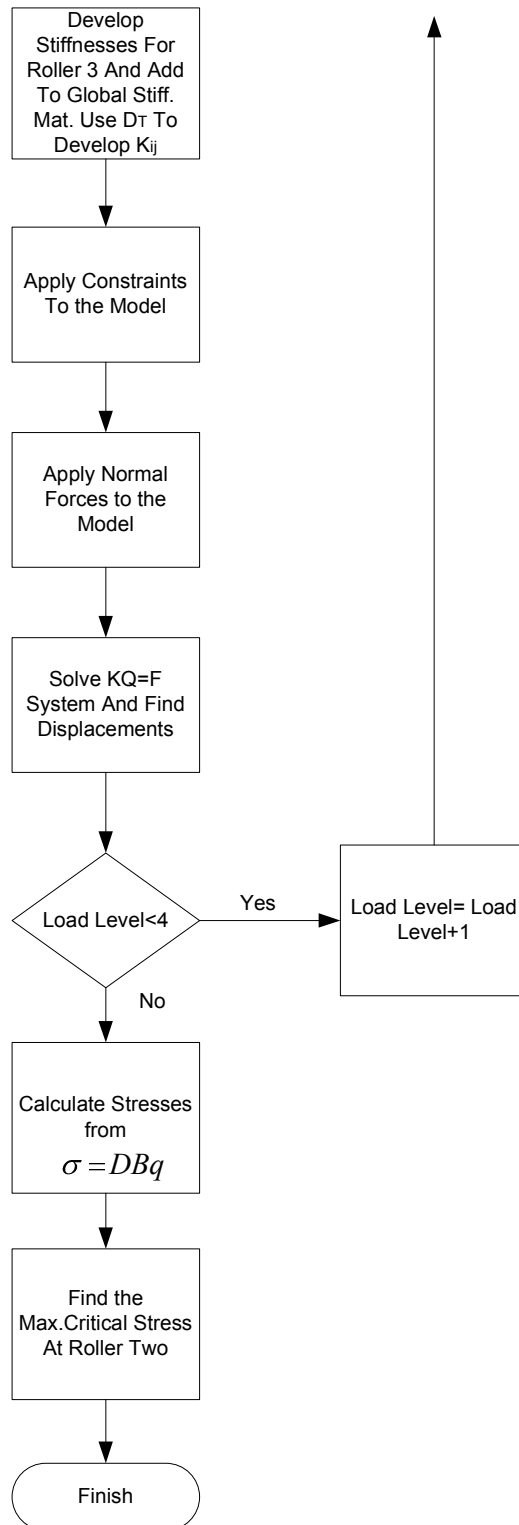 Develop
Stiffnesses For
Roller 3 And Add
To Global Stiff.
Mat. Use DT To
Develop Kij
Apply Constraints
To the Model
Apply Normal
Forces to the
Model
Solve KQ=F
System And Find
Displacements
Load Level<4
Yes
Load Level= Load
Level+1
No
Calculate Stresses
from
σ = DBq
Find the
Max.Critical Stress
At Roller Two
Finish